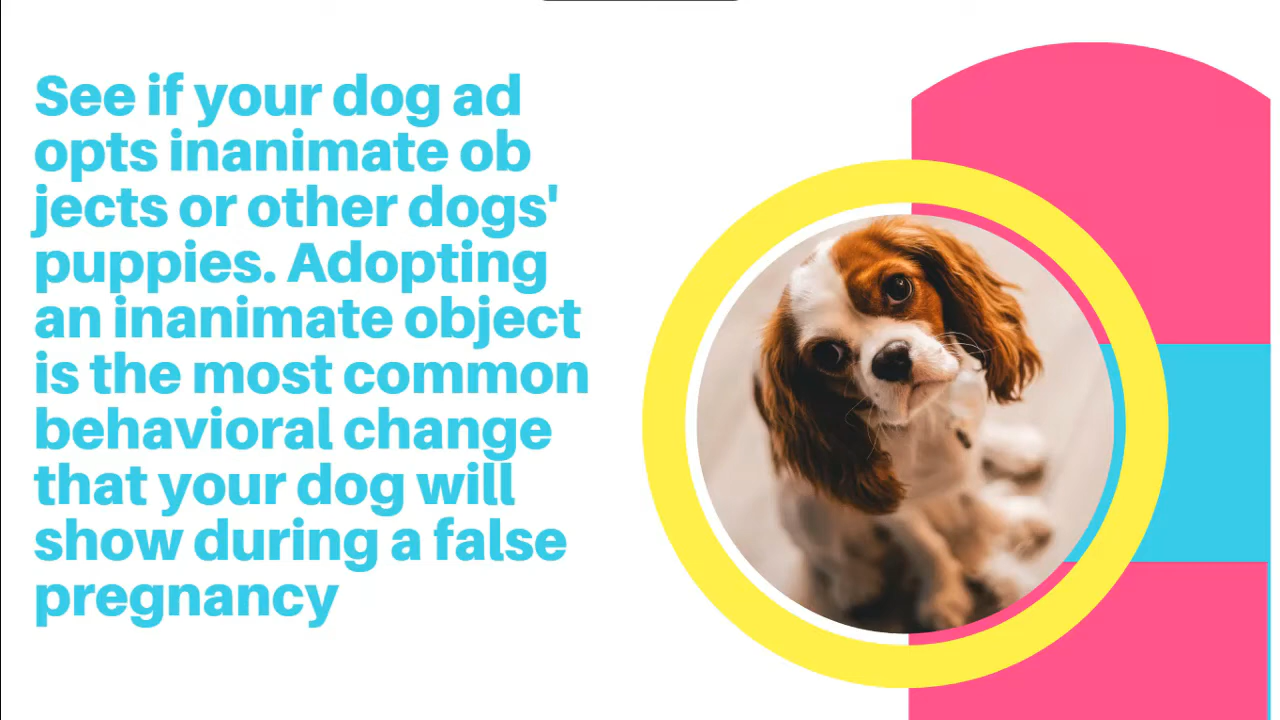 See if your dog ad
opts inanimate ob
jects or other dogs'
puppies. Adopting
an inanimate object
is the most common
behavioral change
that your dog will
show during a false
pregnancy